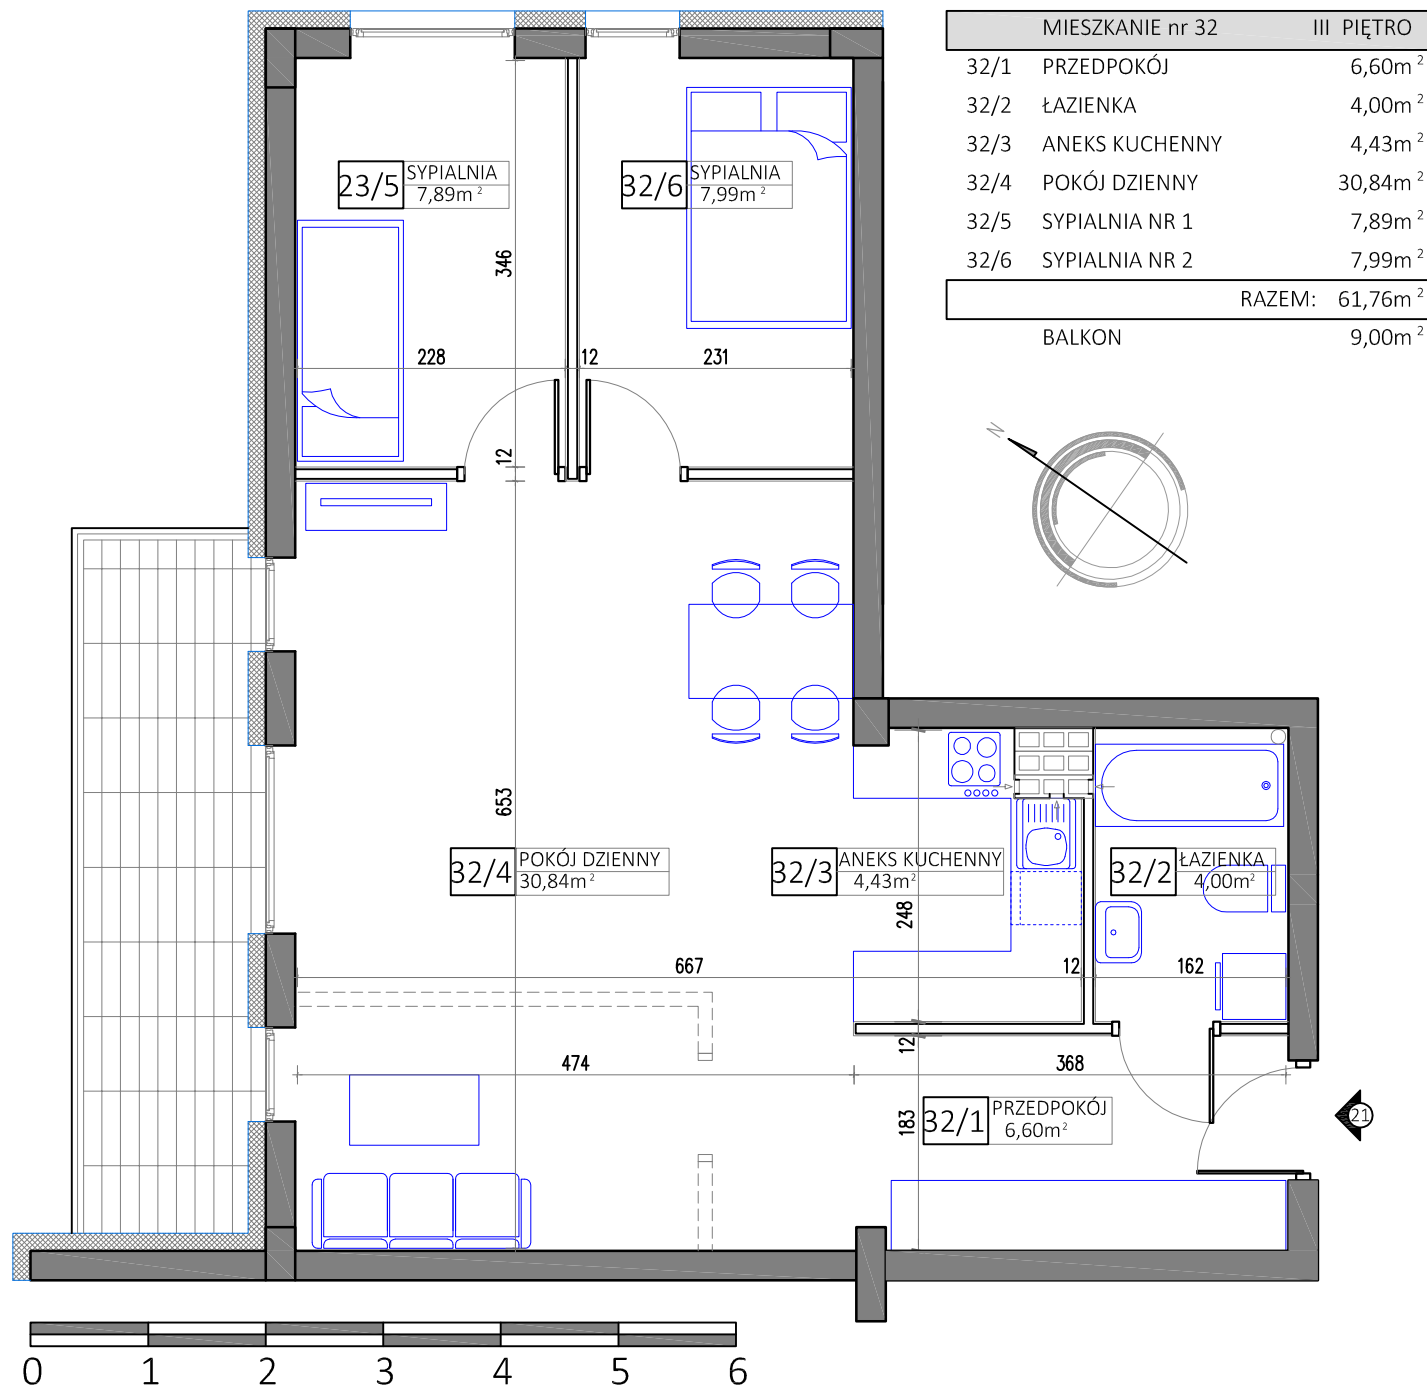 MIESZKANIE nr 32 III PIĘTRO
32/1 PRZEDPOKÓJ 6,60m²
32/2 ŁAZIENKA 4,00m²
32/3 ANEKS KUCHENNY 4,43m²
32/4 POKÓJ DZIENNY 30,84m²
32/5 SYPIALNIA NR 1 7,89m²
32/6 SYPIALNIA NR 2 7,99m²
RAZEM: 61,76m²
BALKON 9,00m²
N
23/5 SYPIALNIA
7,89m²
32/6 SYPIALNIA
7,99m²
346
228
12
231
12
653
32/4 POKÓJ DZIENNY
30,84m²
32/3 ANEKS KUCHENNY
4,43m²
32/2 ŁAZIENKA
4,00m²
248
667
12
162
12
474
368
183
32/1 PRZEDPOKÓJ
6,60m²
21
0 1 2 3 4 5 6